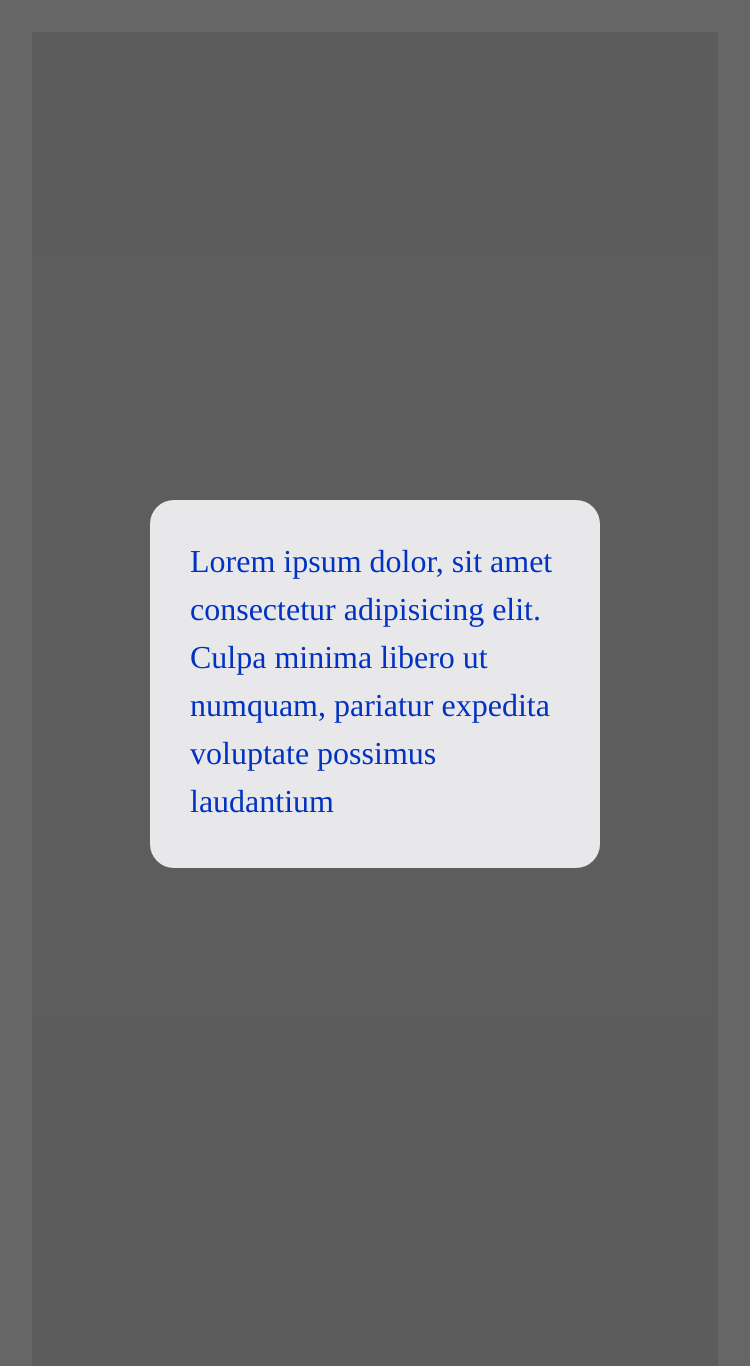 Lorem ipsum dolor, sit amet
consectetur adipisicing elit.
Culpa minima libero ut
numquam, pariatur expedita
voluptate possimus
laudantium